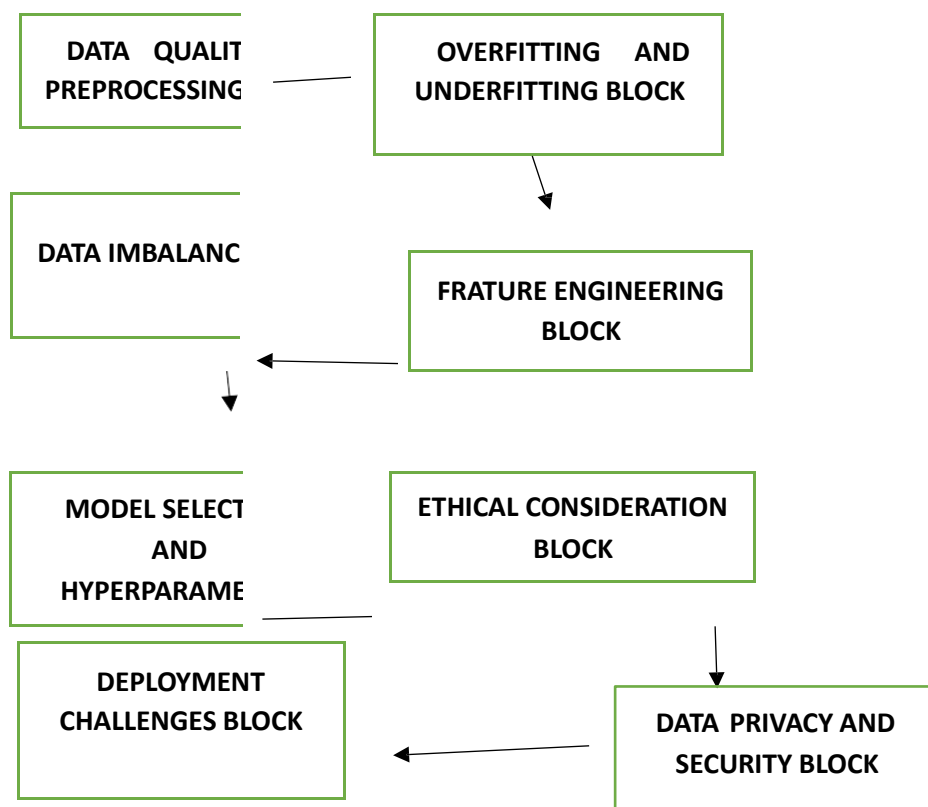 DATA QUALIT
PREPROCESSING
OVERFITTING AND
UNDERFITTING BLOCK
DATA IMBALANC
FRATURE ENGINEERING
BLOCK
MODEL SELECT
AND
HYPERPARAME
ETHICAL CONSIDERATION
BLOCK
DEPLOYMENT
CHALLENGES BLOCK
DATA PRIVACY AND
SECURITY BLOCK